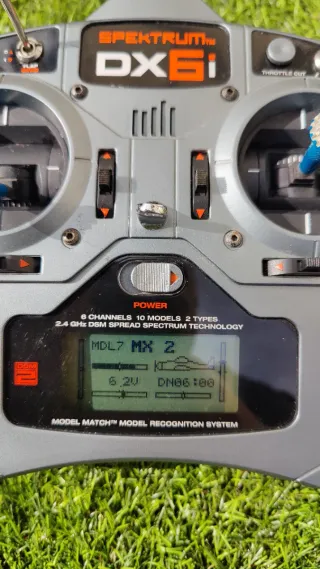 SPEKTRUM™
DX6i
THROTTLE CUT
POWER
6 CHANNELS 10 MODELS 2 TYPES
2.4 GHz DSM SPREAD SPECTRUM TECHNOLOGY
MDL7 MX 2
6.2V DN06:00
MODEL MATCH™ MODEL RECOGNITION SYSTEM